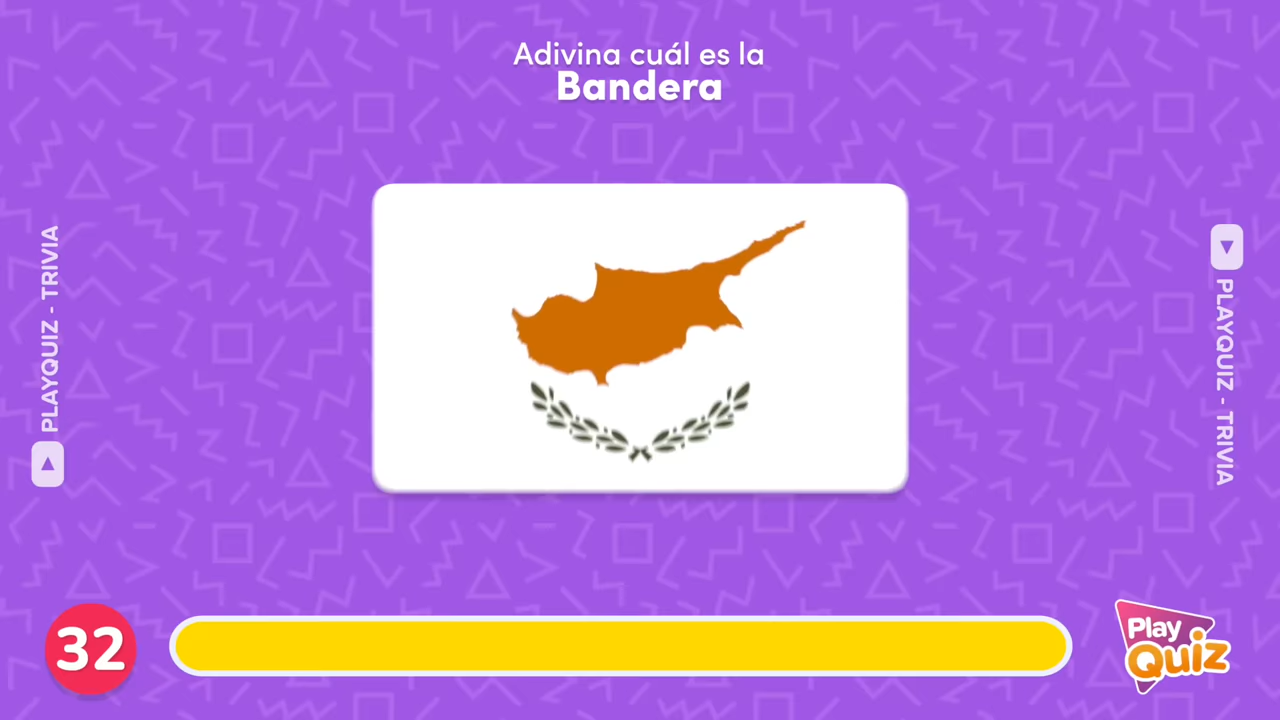 Adivina cuál es la
Bandera
PLAYQUIZ - TRIVIA
PLAYQUIZ - TRIVIA
32
Play
Quiz